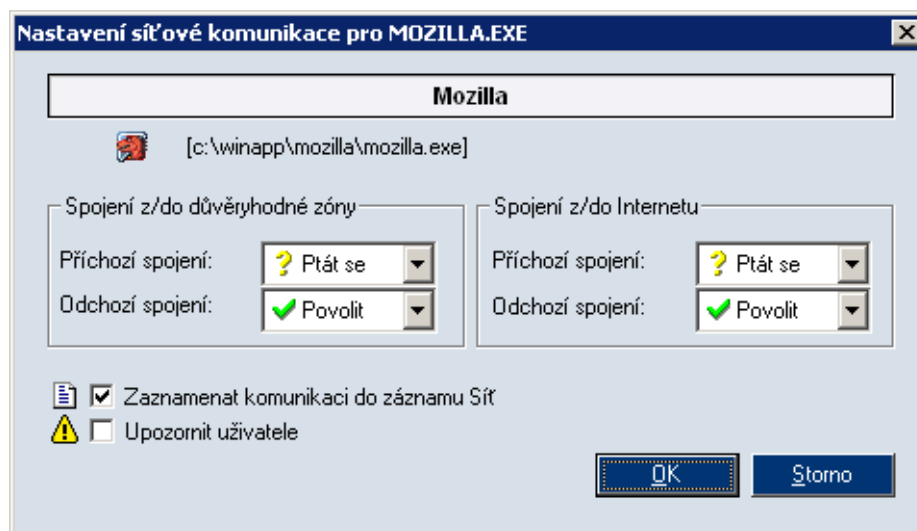 Nastavení síťové komunikace pro MOZILLA.EXE
Mozilla
[c:\winapp\mozilla\mozilla.exe]
Spojení z/do důvěryhodné zóny
Příchozí spojení: Ptát se
Odchozí spojení: Povolit
Spojení z/do Internetu
Příchozí spojení: Ptát se
Odchozí spojení: Povolit
Zaznamenat komunikaci do záznamu Síť
Upozornit uživatele
OK Storno